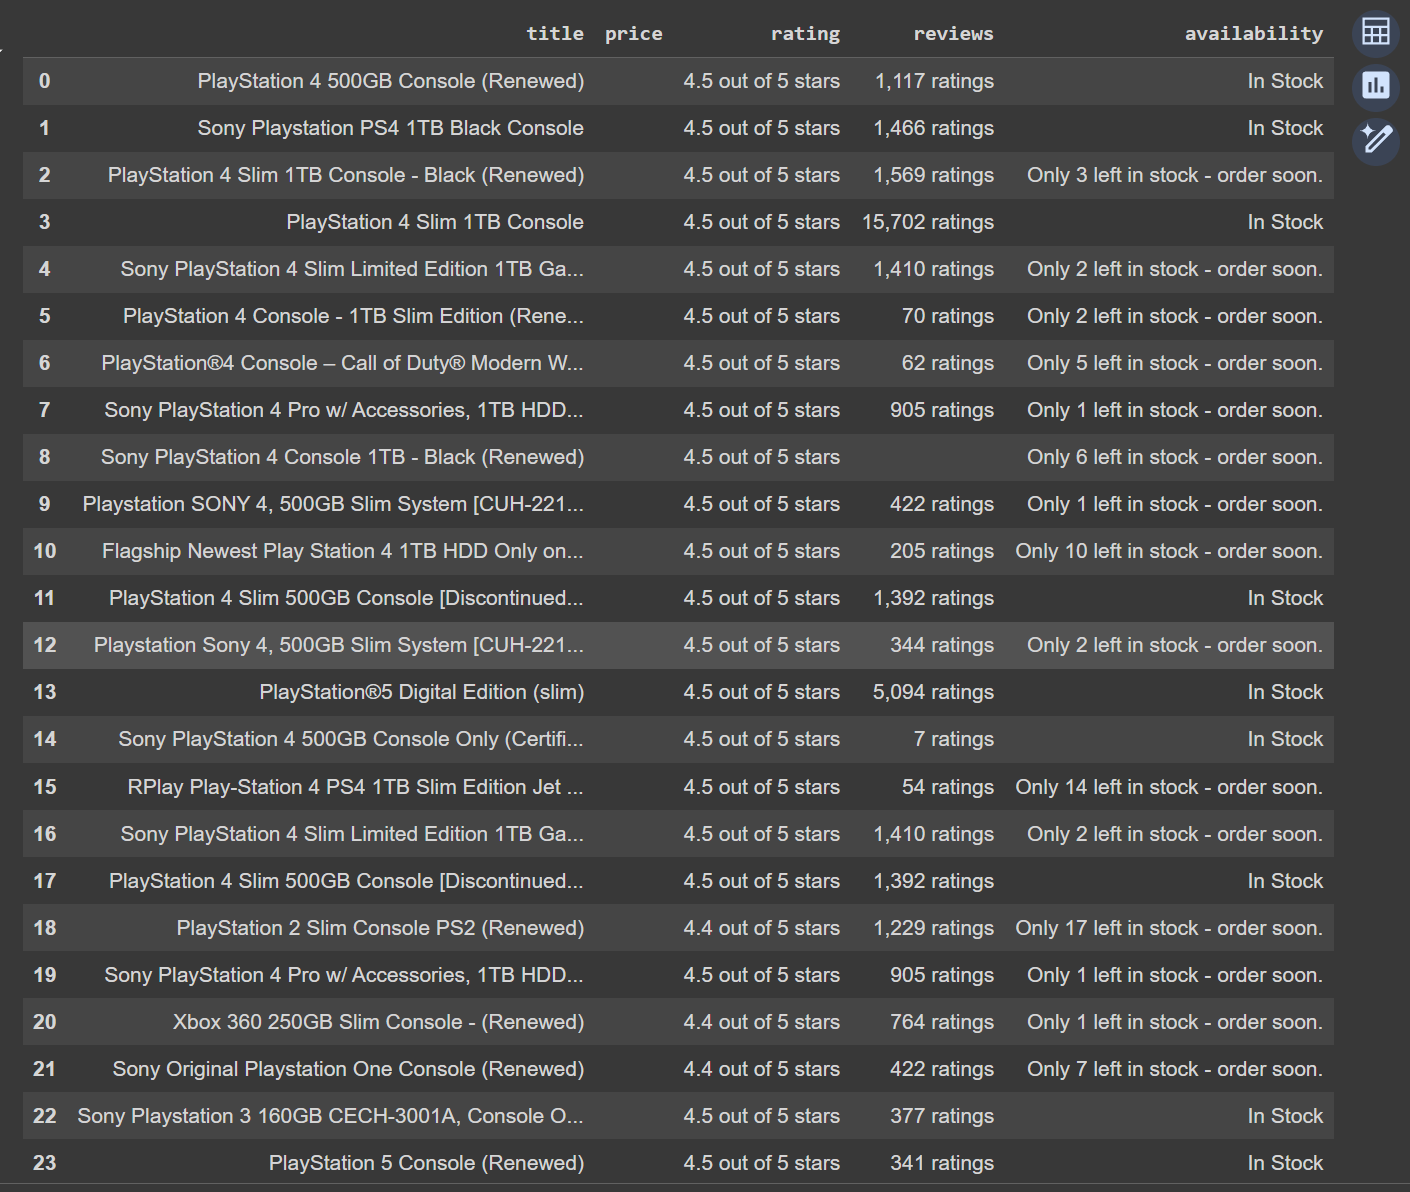 title price rating reviews availability
0 PlayStation 4 500GB Console (Renewed) 4.5 out of 5 stars 1,117 ratings In Stock
1 Sony Playstation PS4 1TB Black Console 4.5 out of 5 stars 1,466 ratings In Stock
2 PlayStation 4 Slim 1TB Console - Black (Renewed) 4.5 out of 5 stars 1,569 ratings Only 3 left in stock - order soon.
3 PlayStation 4 Slim 1TB Console 4.5 out of 5 stars 15,702 ratings In Stock
4 Sony PlayStation 4 Slim Limited Edition 1TB Ga... 4.5 out of 5 stars 1,410 ratings Only 2 left in stock - order soon.
5 PlayStation 4 Console - 1TB Slim Edition (Rene... 4.5 out of 5 stars 70 ratings Only 2 left in stock - order soon.
6 PlayStation®4 Console – Call of Duty® Modern W... 4.5 out of 5 stars 62 ratings Only 5 left in stock - order soon.
7 Sony PlayStation 4 Pro w/ Accessories, 1TB HDD... 4.5 out of 5 stars 905 ratings Only 1 left in stock - order soon.
8 Sony PlayStation 4 Console 1TB - Black (Renewed) 4.5 out of 5 stars Only 6 left in stock - order soon.
9 Playstation SONY 4, 500GB Slim System [CUH-221... 4.5 out of 5 stars 422 ratings Only 1 left in stock - order soon.
10 Flagship Newest Play Station 4 1TB HDD Only on... 4.5 out of 5 stars 205 ratings Only 10 left in stock - order soon.
11 PlayStation 4 Slim 500GB Console [Discontinued... 4.5 out of 5 stars 1,392 ratings In Stock
12 Playstation Sony 4, 500GB Slim System [CUH-221... 4.5 out of 5 stars 344 ratings Only 2 left in stock - order soon.
13 PlayStation®5 Digital Edition (slim) 4.5 out of 5 stars 5,094 ratings In Stock
14 Sony PlayStation 4 500GB Console Only (Certifi... 4.5 out of 5 stars 7 ratings In Stock
15 RPlay Play-Station 4 PS4 1TB Slim Edition Jet ... 4.5 out of 5 stars 54 ratings Only 14 left in stock - order soon.
16 Sony PlayStation 4 Slim Limited Edition 1TB Ga... 4.5 out of 5 stars 1,410 ratings Only 2 left in stock - order soon.
17 PlayStation 4 Slim 500GB Console [Discontinued... 4.5 out of 5 stars 1,392 ratings In Stock
18 PlayStation 2 Slim Console PS2 (Renewed) 4.4 out of 5 stars 1,229 ratings Only 17 left in stock - order soon.
19 Sony PlayStation 4 Pro w/ Accessories, 1TB HDD... 4.5 out of 5 stars 905 ratings Only 1 left in stock - order soon.
20 Xbox 360 250GB Slim Console - (Renewed) 4.4 out of 5 stars 764 ratings Only 1 left in stock - order soon.
21 Sony Original Playstation One Console (Renewed) 4.4 out of 5 stars 422 ratings Only 7 left in stock - order soon.
22 Sony Playstation 3 160GB CECH-3001A, Console O... 4.5 out of 5 stars 377 ratings In Stock
23 PlayStation 5 Console (Renewed) 4.5 out of 5 stars 341 ratings In Stock